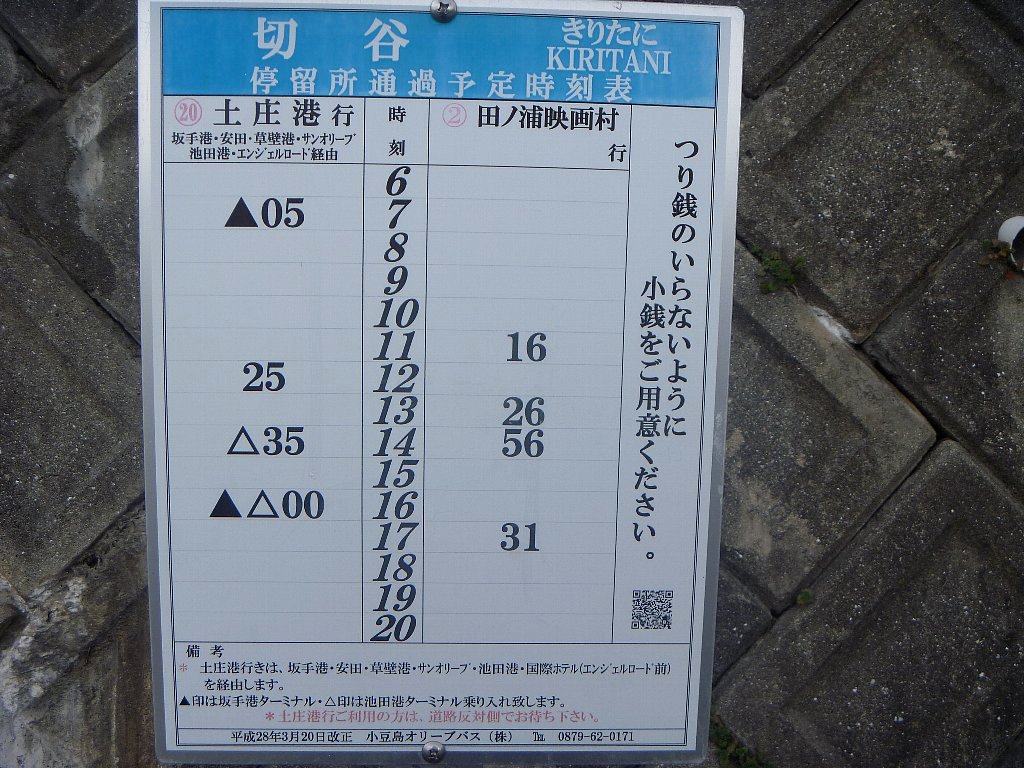 切谷 きりたに
KIRITANI
停留所通過予定時刻表
⑳ 土庄港 行
坂手港・安田・草壁港・サンオリーブ
池田港・エンジェルロード経由
時刻
② 田ノ浦映画村
行
6
▲05 7
8
9
10
11 16
25 12
13 26
△35 14 56
15
▲△00 16
17 31
18
19
20
つり銭のいらないように
小銭をご用意ください。
備考
* 土庄港行きは、坂手港・安田・草壁港・サンオリーブ・池田港・国際ホテル(エンジェルロード前)
を経由します。
▲印は坂手港ターミナル・△印は池田港ターミナル乗り入れ致します。
*土庄港行ご利用の方は、道路反対側でお待ち下さい。
平成28年3月20日改正 小豆島オリーブバス(株) ℡ 0879-62-0171